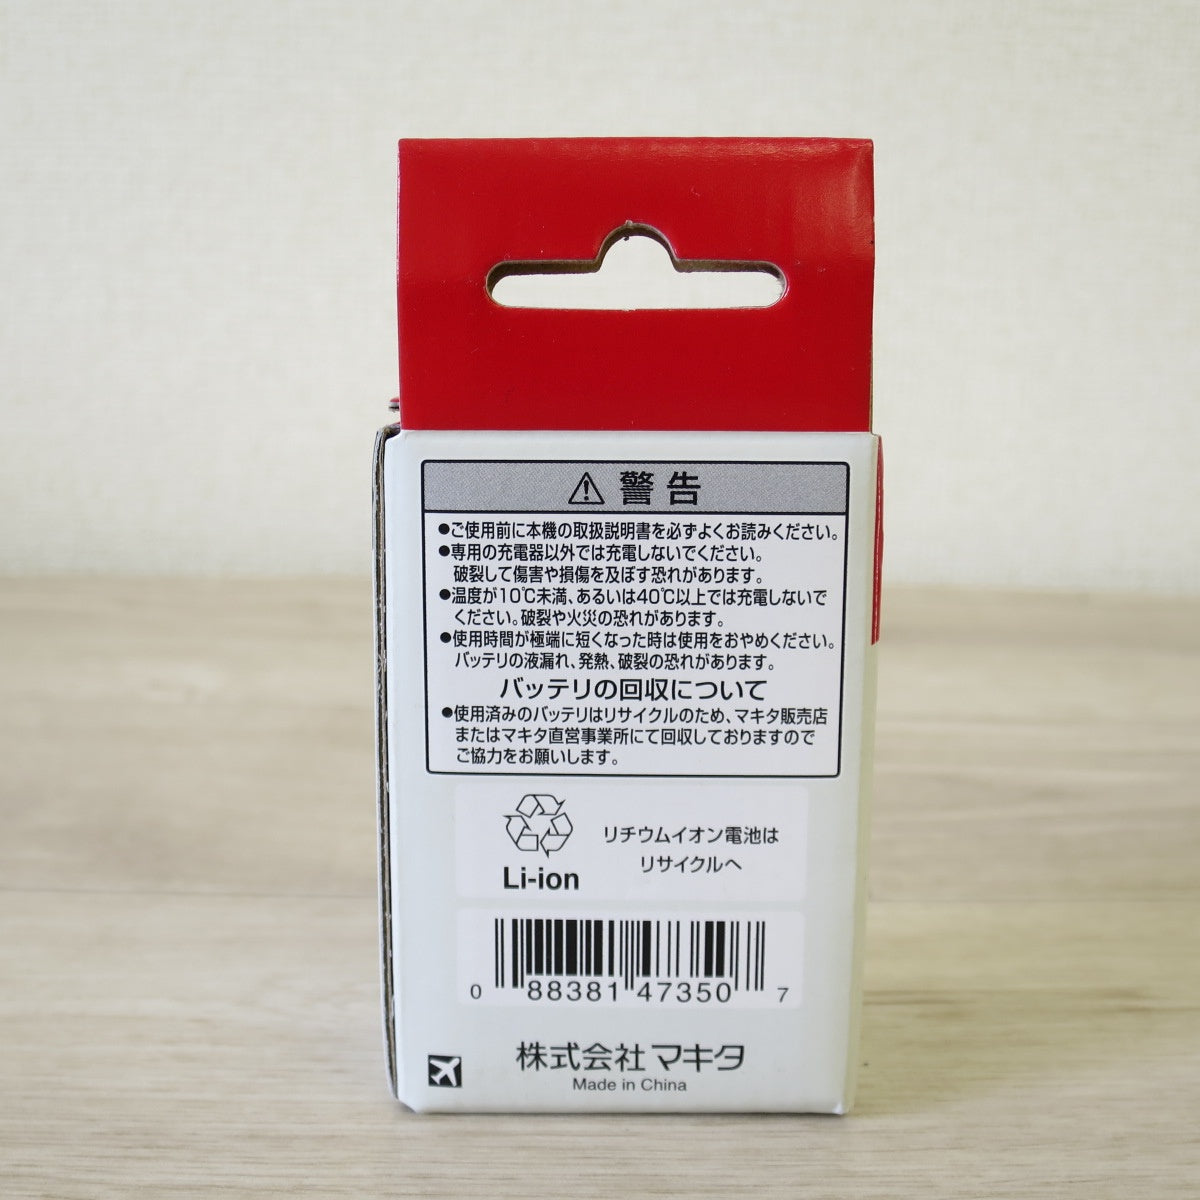 警告
●ご使用前に本機の取扱説明書を必ずよくお読みください。
●専用の充電器以外では充電しないでください。
破裂して傷害や損傷を及ぼす恐れがあります。
●温度が10℃未満、あるいは40℃以上では充電しないで
ください。破裂や火災の恐れがあります。
●使用時間が極端に短くなった時は使用をおやめください。
バッテリの液漏れ、発熱、破裂の恐れがあります。
バッテリの回収について
●使用済みのバッテリはリサイクルのため、マキタ販売店
またはマキタ直営事業所にて回収しておりますので
ご協力をお願いします。
リチウムイオン電池は
リサイクルへ
Li-ion
0 88381 47350 7
株式会社マキタ
Made in China